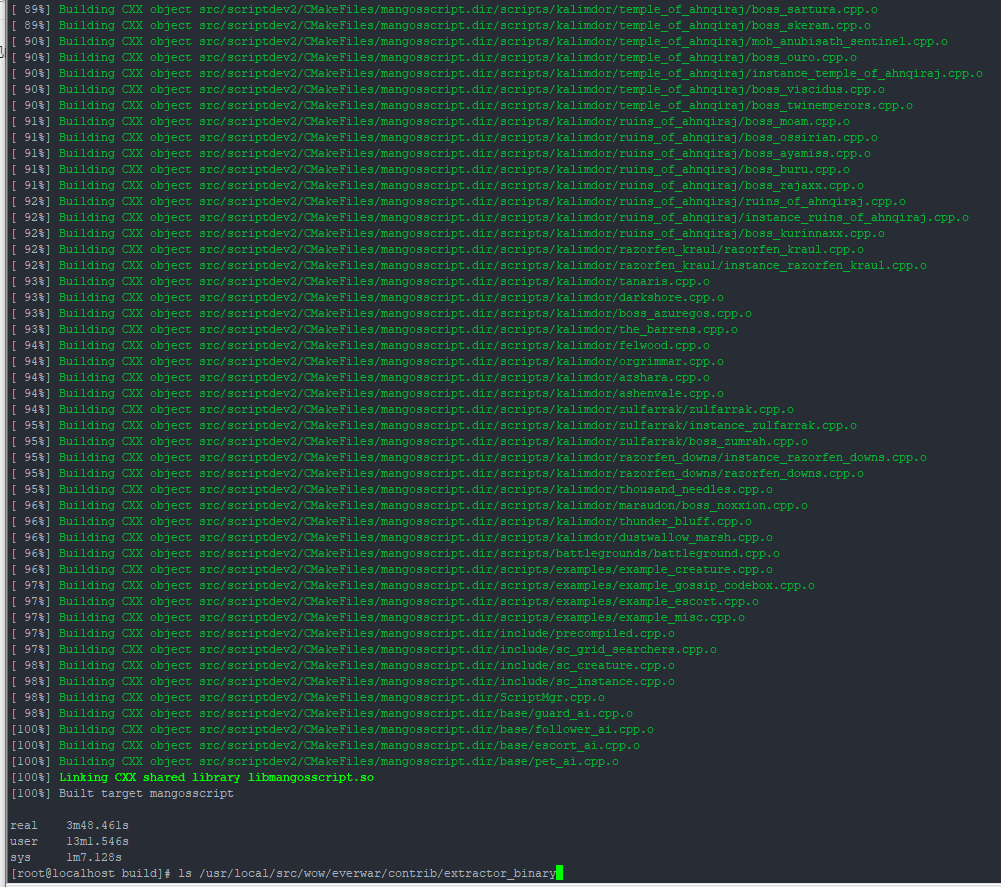 [ 89%] Building CXX object src/scriptdev2/CMakeFiles/mangosscript.dir/scripts/kalimdor/temple_of_ahnqiraj/boss_sartura.cpp.o
[ 89%] Building CXX object src/scriptdev2/CMakeFiles/mangosscript.dir/scripts/kalimdor/temple_of_ahnqiraj/boss_skeram.cpp.o
[ 90%] Building CXX object src/scriptdev2/CMakeFiles/mangosscript.dir/scripts/kalimdor/temple_of_ahnqiraj/mob_anubisath_sentinel.cpp.o
[ 90%] Building CXX object src/scriptdev2/CMakeFiles/mangosscript.dir/scripts/kalimdor/temple_of_ahnqiraj/boss_ouro.cpp.o
[ 90%] Building CXX object src/scriptdev2/CMakeFiles/mangosscript.dir/scripts/kalimdor/temple_of_ahnqiraj/instance_temple_of_ahnqiraj.cpp.o
[ 90%] Building CXX object src/scriptdev2/CMakeFiles/mangosscript.dir/scripts/kalimdor/temple_of_ahnqiraj/boss_viscidus.cpp.o
[ 90%] Building CXX object src/scriptdev2/CMakeFiles/mangosscript.dir/scripts/kalimdor/temple_of_ahnqiraj/boss_twinemperors.cpp.o
[ 91%] Building CXX object src/scriptdev2/CMakeFiles/mangosscript.dir/scripts/kalimdor/ruins_of_ahnqiraj/boss_moam.cpp.o
[ 91%] Building CXX object src/scriptdev2/CMakeFiles/mangosscript.dir/scripts/kalimdor/ruins_of_ahnqiraj/boss_ossirian.cpp.o
[ 91%] Building CXX object src/scriptdev2/CMakeFiles/mangosscript.dir/scripts/kalimdor/ruins_of_ahnqiraj/boss_ayamiss.cpp.o
[ 91%] Building CXX object src/scriptdev2/CMakeFiles/mangosscript.dir/scripts/kalimdor/ruins_of_ahnqiraj/boss_buru.cpp.o
[ 91%] Building CXX object src/scriptdev2/CMakeFiles/mangosscript.dir/scripts/kalimdor/ruins_of_ahnqiraj/boss_rajaxx.cpp.o
[ 92%] Building CXX object src/scriptdev2/CMakeFiles/mangosscript.dir/scripts/kalimdor/ruins_of_ahnqiraj/ruins_of_ahnqiraj.cpp.o
[ 92%] Building CXX object src/scriptdev2/CMakeFiles/mangosscript.dir/scripts/kalimdor/ruins_of_ahnqiraj/instance_ruins_of_ahnqiraj.cpp.o
[ 92%] Building CXX object src/scriptdev2/CMakeFiles/mangosscript.dir/scripts/kalimdor/ruins_of_ahnqiraj/boss_kurinnaxx.cpp.o
[ 92%] Building CXX object src/scriptdev2/CMakeFiles/mangosscript.dir/scripts/kalimdor/razorfen_kraul/razorfen_kraul.cpp.o
[ 92%] Building CXX object src/scriptdev2/CMakeFiles/mangosscript.dir/scripts/kalimdor/razorfen_kraul/instance_razorfen_kraul.cpp.o
[ 93%] Building CXX object src/scriptdev2/CMakeFiles/mangosscript.dir/scripts/kalimdor/tanaris.cpp.o
[ 93%] Building CXX object src/scriptdev2/CMakeFiles/mangosscript.dir/scripts/kalimdor/darkshore.cpp.o
[ 93%] Building CXX object src/scriptdev2/CMakeFiles/mangosscript.dir/scripts/kalimdor/boss_azuregos.cpp.o
[ 93%] Building CXX object src/scriptdev2/CMakeFiles/mangosscript.dir/scripts/kalimdor/the_barrens.cpp.o
[ 94%] Building CXX object src/scriptdev2/CMakeFiles/mangosscript.dir/scripts/kalimdor/felwood.cpp.o
[ 94%] Building CXX object src/scriptdev2/CMakeFiles/mangosscript.dir/scripts/kalimdor/orgrimmar.cpp.o
[ 94%] Building CXX object src/scriptdev2/CMakeFiles/mangosscript.dir/scripts/kalimdor/azshara.cpp.o
[ 94%] Building CXX object src/scriptdev2/CMakeFiles/mangosscript.dir/scripts/kalimdor/ashenvale.cpp.o
[ 94%] Building CXX object src/scriptdev2/CMakeFiles/mangosscript.dir/scripts/kalimdor/zulfarrak/zulfarrak.cpp.o
[ 95%] Building CXX object src/scriptdev2/CMakeFiles/mangosscript.dir/scripts/kalimdor/zulfarrak/instance_zulfarrak.cpp.o
[ 95%] Building CXX object src/scriptdev2/CMakeFiles/mangosscript.dir/scripts/kalimdor/zulfarrak/boss_zumrah.cpp.o
[ 95%] Building CXX object src/scriptdev2/CMakeFiles/mangosscript.dir/scripts/kalimdor/razorfen_downs/instance_razorfen_downs.cpp.o
[ 95%] Building CXX object src/scriptdev2/CMakeFiles/mangosscript.dir/scripts/kalimdor/razorfen_downs/razorfen_downs.cpp.o
[ 95%] Building CXX object src/scriptdev2/CMakeFiles/mangosscript.dir/scripts/kalimdor/thousand_needles.cpp.o
[ 96%] Building CXX object src/scriptdev2/CMakeFiles/mangosscript.dir/scripts/kalimdor/maraudon/boss_noxxion.cpp.o
[ 96%] Building CXX object src/scriptdev2/CMakeFiles/mangosscript.dir/scripts/kalimdor/thunder_bluff.cpp.o
[ 96%] Building CXX object src/scriptdev2/CMakeFiles/mangosscript.dir/scripts/kalimdor/dustwallow_marsh.cpp.o
[ 96%] Building CXX object src/scriptdev2/CMakeFiles/mangosscript.dir/scripts/battlegrounds/battleground.cpp.o
[ 96%] Building CXX object src/scriptdev2/CMakeFiles/mangosscript.dir/scripts/examples/example_creature.cpp.o
[ 97%] Building CXX object src/scriptdev2/CMakeFiles/mangosscript.dir/scripts/examples/example_gossip_codebox.cpp.o
[ 97%] Building CXX object src/scriptdev2/CMakeFiles/mangosscript.dir/scripts/examples/example_escort.cpp.o
[ 97%] Building CXX object src/scriptdev2/CMakeFiles/mangosscript.dir/scripts/examples/example_misc.cpp.o
[ 97%] Building CXX object src/scriptdev2/CMakeFiles/mangosscript.dir/include/precompiled.cpp.o
[ 97%] Building CXX object src/scriptdev2/CMakeFiles/mangosscript.dir/include/sc_grid_searchers.cpp.o
[ 98%] Building CXX object src/scriptdev2/CMakeFiles/mangosscript.dir/include/sc_creature.cpp.o
[ 98%] Building CXX object src/scriptdev2/CMakeFiles/mangosscript.dir/include/sc_instance.cpp.o
[ 98%] Building CXX object src/scriptdev2/CMakeFiles/mangosscript.dir/ScriptMgr.cpp.o
[ 98%] Building CXX object src/scriptdev2/CMakeFiles/mangosscript.dir/base/guard_ai.cpp.o
[100%] Building CXX object src/scriptdev2/CMakeFiles/mangosscript.dir/base/follower_ai.cpp.o
[100%] Building CXX object src/scriptdev2/CMakeFiles/mangosscript.dir/base/escort_ai.cpp.o
[100%] Building CXX object src/scriptdev2/CMakeFiles/mangosscript.dir/base/pet_ai.cpp.o
[100%] Linking CXX shared library libmangosscript.so
[100%] Built target mangosscript
real    3m48.461s
user    13m1.546s
sys     1m7.128s
[root@localhost build]# ls /usr/local/src/wow/everwar/contrib/extractor_binary